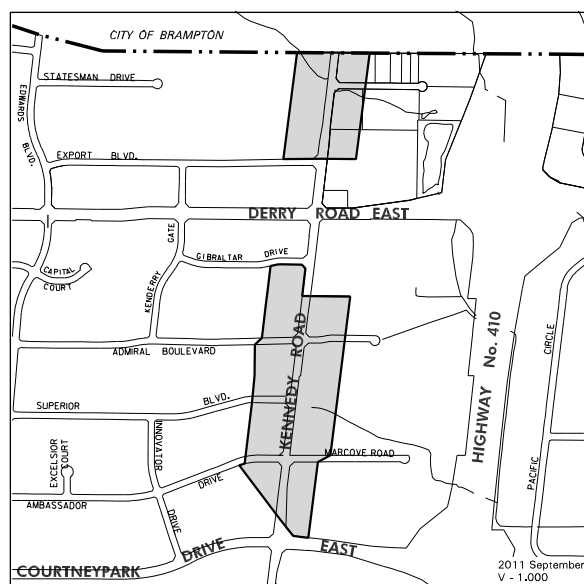 CITY OF BRAMPTON
STATESMAN DRIVE
EDWARDS BLVD.
EXPORT BLVD.
DERRY ROAD EAST
GATE
GIBRALTAR DRIVE
CAPITAL
COURT
KENDERRY
KENNEDY ROAD
HIGHWAY No. 410
CIRCLE
ADMIRAL BOULEVARD
SUPERIOR BLVD.
EXCELSIOR
COURT
INNOVATOR
MARCOVE ROAD
PACIFIC
AMBASSADOR DRIVE
DRIVE
COURTNEYPARK DRIVE EAST
2011 September
V - 1.000